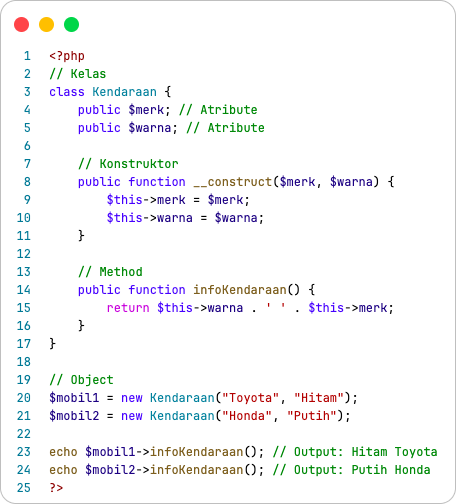 1 <?php
2 // Kelas
3 class Kendaraan {
4     public $merk; // Atribute
5     public $warna; // Atribute
6
7     // Konstruktor
8     public function __construct($merk, $warna) {
9         $this->merk = $merk;
10         $this->warna = $warna;
11     }
12
13     // Method
14     public function infoKendaraan() {
15         return $this->warna . ' ' . $this->merk;
16     }
17 }
18
19 // Object
20 $mobil1 = new Kendaraan("Toyota", "Hitam");
21 $mobil2 = new Kendaraan("Honda", "Putih");
22
23 echo $mobil1->infoKendaraan(); // Output: Hitam Toyota
24 echo $mobil2->infoKendaraan(); // Output: Putih Honda
25 ?>